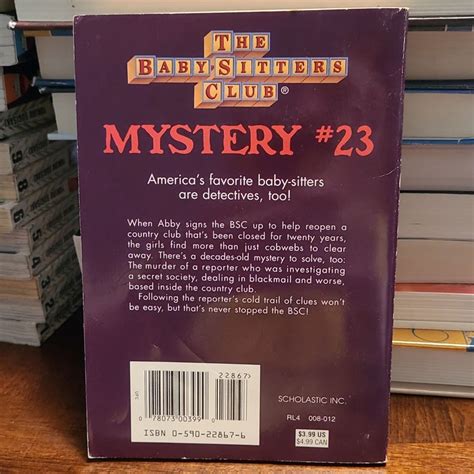 THE
BABY-SITTERS
CLUB®
MYSTERY #23
America's favorite baby-sitters
are detectives, too!
When Abby signs the BSC up to help reopen a
country club that's been closed for twenty years,
the girls find more than just cobwebs to clear
away. There's a decades-old mystery to solve, too:
The murder of a reporter who was investigating
a secret society, dealing in blackmail and worse,
based inside the country club.
Following the reporter's cold trail of clues won't
be easy, but that's never stopped the BSC!
22867>
0 78073 00399
ISBN 0-590-22867-6
SCHOLASTIC INC.
RL4 008-012
$3.99 US
$4.99 CAN